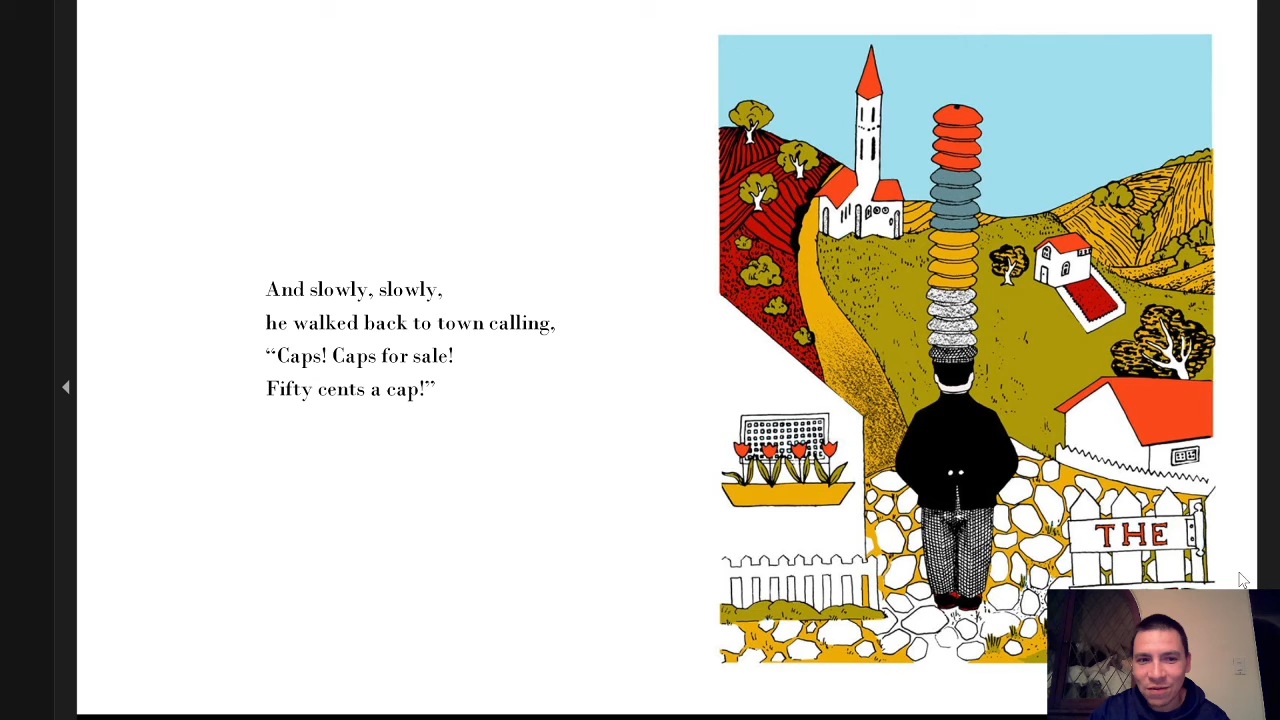 And slowly, slowly,
he walked back to town calling,
“Caps! Caps for sale!
Fifty cents a cap!”
THE